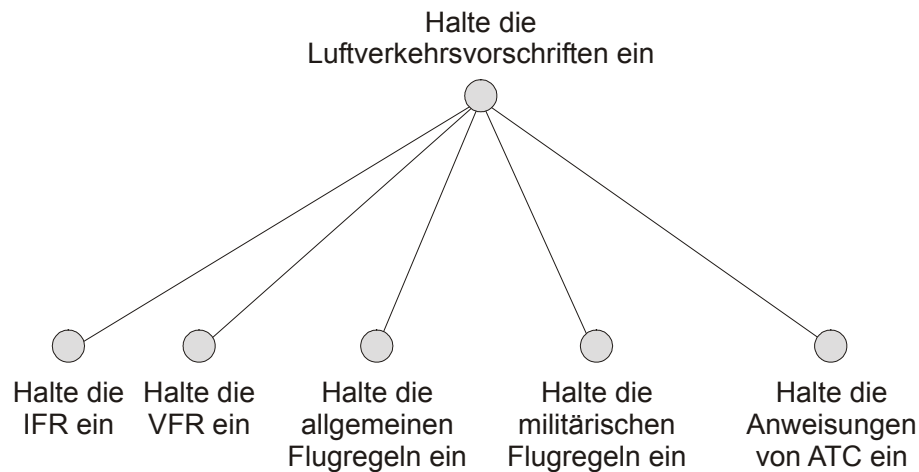 Halte die
Luftverkehrsvorschriften ein
Halte die
IFR ein
Halte die
VFR ein
Halte die
allgemeinen
Flugregeln ein
Halte die
militärischen
Flugregeln ein
Halte die
Anweisungen
von ATC ein